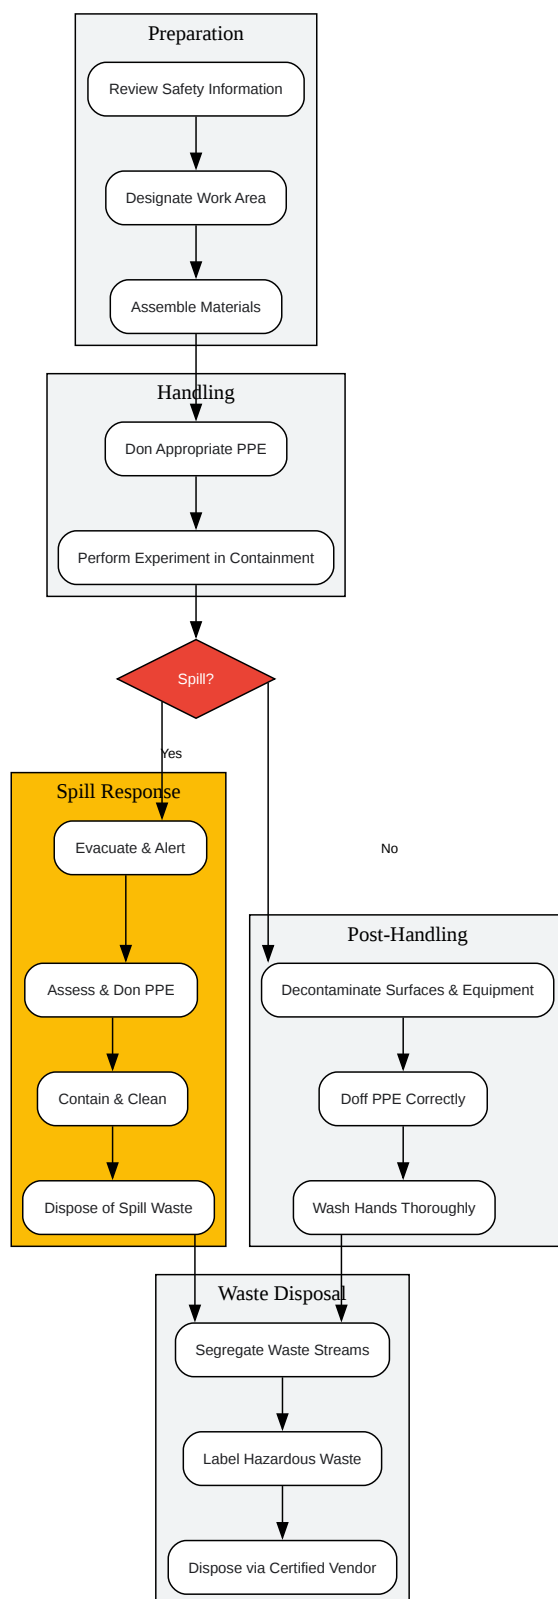 Preparation
Review Safety Information
Designate Work Area
Assemble Materials
Handling
Don Appropriate PPE
Perform Experiment in Containment
Spill?
Yes
Spill Response
Evacuate & Alert
Assess & Don PPE
Contain & Clean
Dispose of Spill Waste
No
Post-Handling
Decontaminate Surfaces & Equipment
Doff PPE Correctly
Wash Hands Thoroughly
Waste Disposal
Segregate Waste Streams
Label Hazardous Waste
Dispose via Certified Vendor